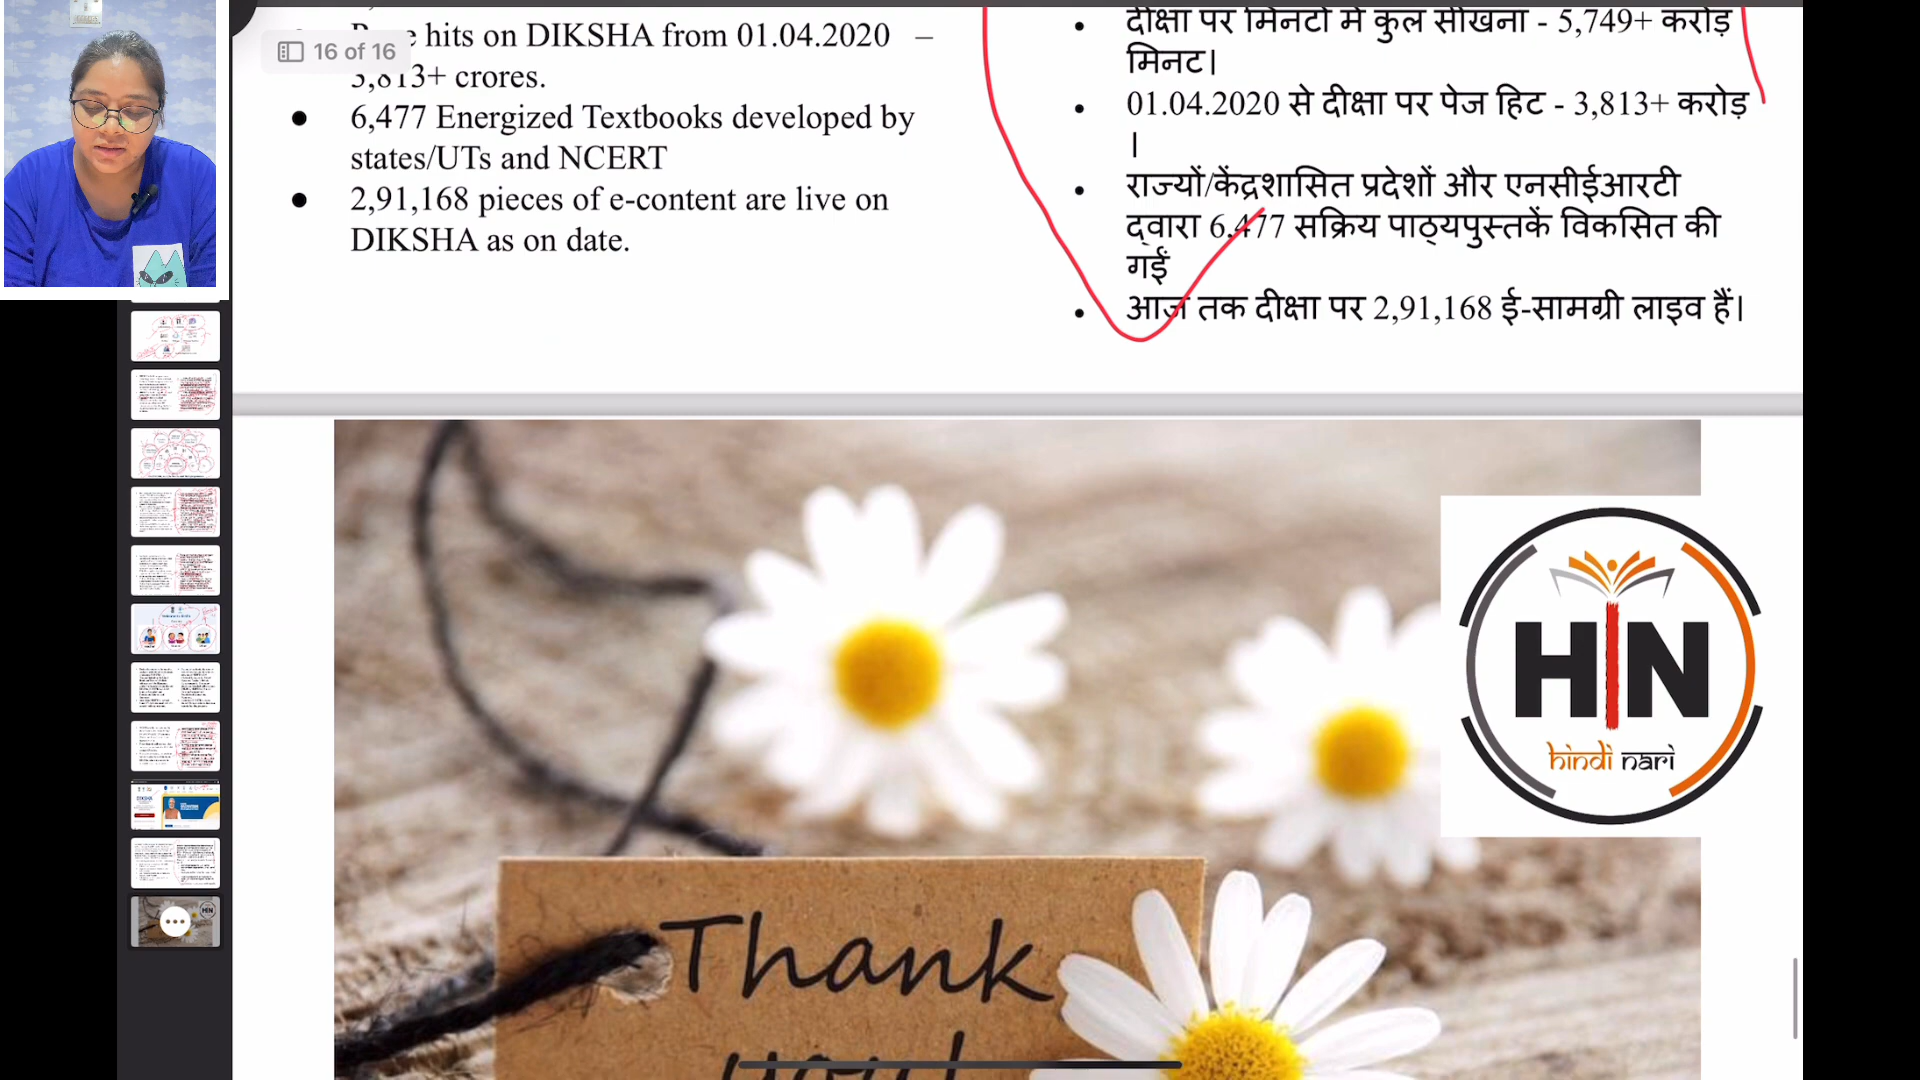 hits on DIKSHA from 01.04.2020 –
16 of 16
3,813+ crores.
● 6,477 Energized Textbooks developed by
states/UTs and NCERT
● 2,91,168 pieces of e-content are live on
DIKSHA as on date.
• दीक्षा पर मिनटों में कुल सीखना - 5,749+ करोड़
मिनट|
• 01.04.2020 से दीक्षा पर पेज हिट - 3,813+ करोड़
|
• राज्यों/केंद्रशासित प्रदेशों और एनसीईआरटी
द्वारा 6,477 सक्रिय पाठ्यपुस्तकें विकसित की
गईं
• आज तक दीक्षा पर 2,91,168 ई-सामग्री लाइव हैं|
HIN
hindi nari
Thank
you!